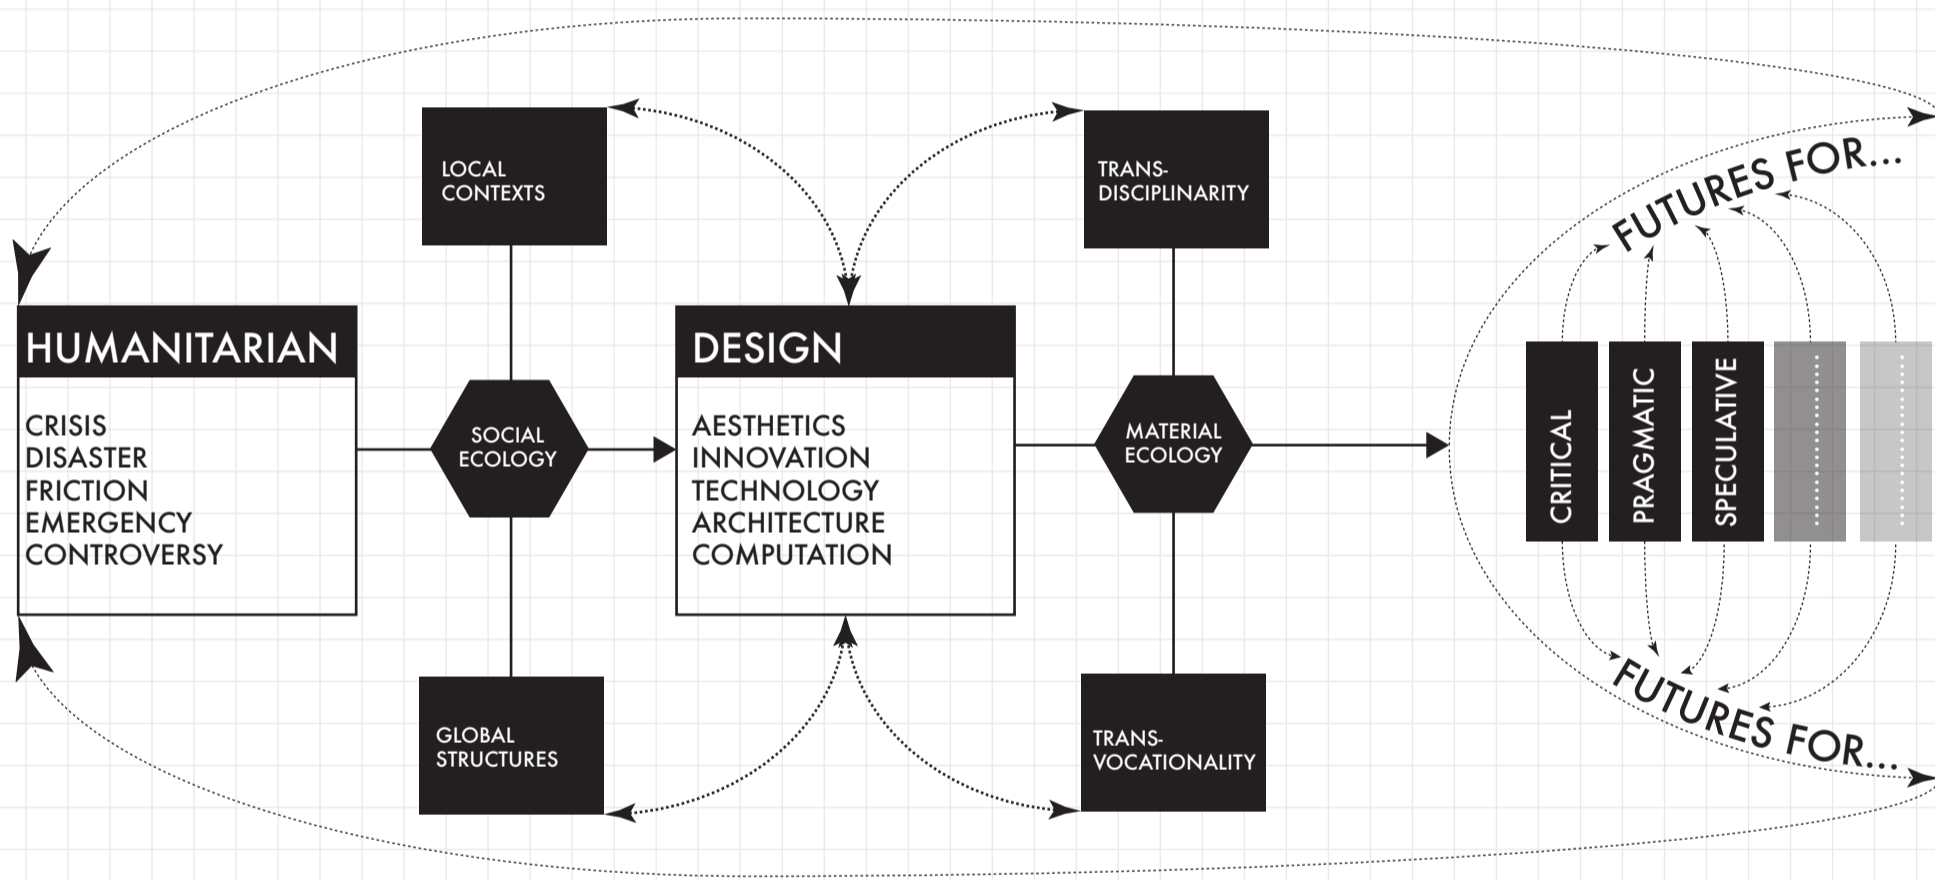 LOCAL
CONTEXTS
TRANS-
DISCIPLINARITY
FUTURES FOR...
HUMANITARIAN
CRISIS
DISASTER
FRICTION
EMERGENCY
CONTROVERSY
SOCIAL
ECOLOGY
DESIGN
AESTHETICS
INNOVATION
TECHNOLOGY
ARCHITECTURE
COMPUTATION
MATERIAL
ECOLOGY
CRITICAL
PRAGMATIC
SPECULATIVE
GLOBAL
STRUCTURES
TRANS-
VOCATIONALITY
FUTURES FOR...